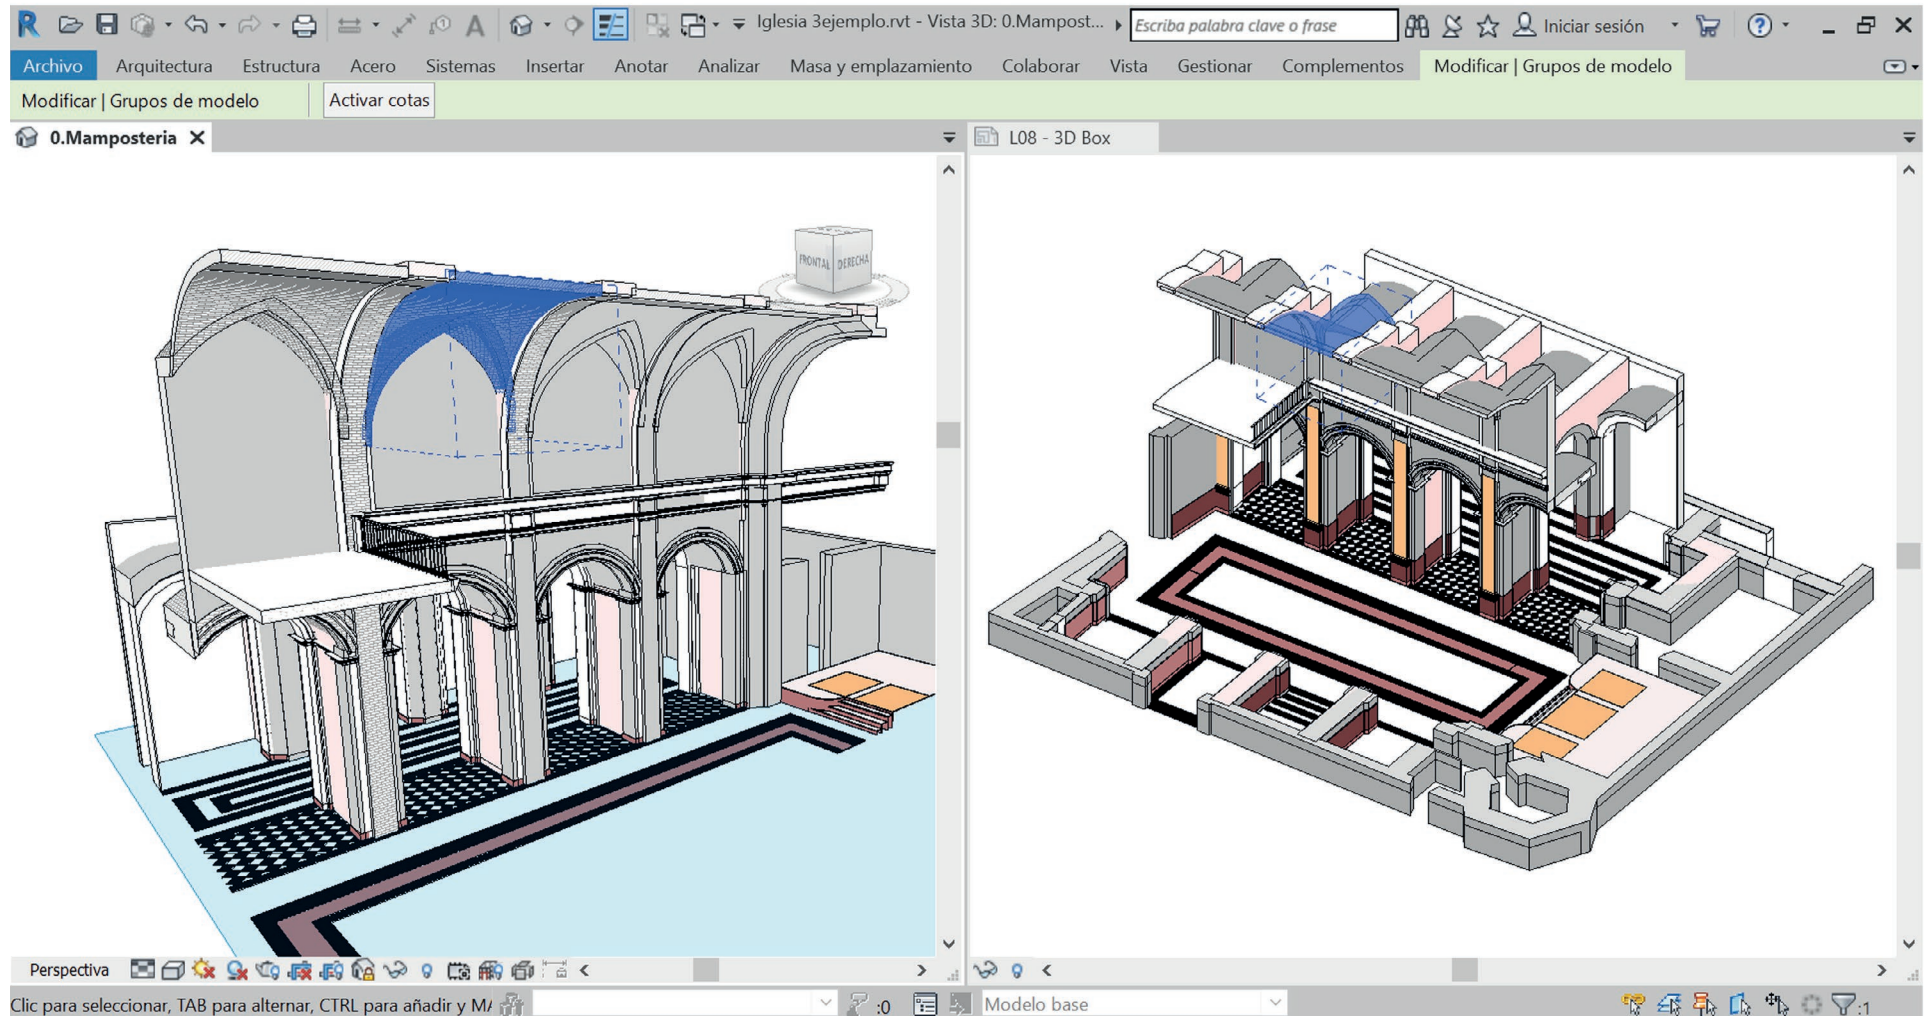 R A Iglesia 3ejemplo.rvt - Vista 3D: 0.Mampost... Escriba palabra clave o frase Iniciar sesión ?
Archivo Arquitectura Estructura Acero Sistemas Insertar Anotar Analizar Masa y emplazamiento Colaborar Vista Gestionar Complementos Modificar | Grupos de modelo
Modificar | Grupos de modelo Activar cotas
0.Mamposteria X L08 - 3D Box
FRONTAL DERECHA
Perspectiva
Clic para seleccionar, TAB para alternar, CTRL para añadir y MA :0 Modelo base :1